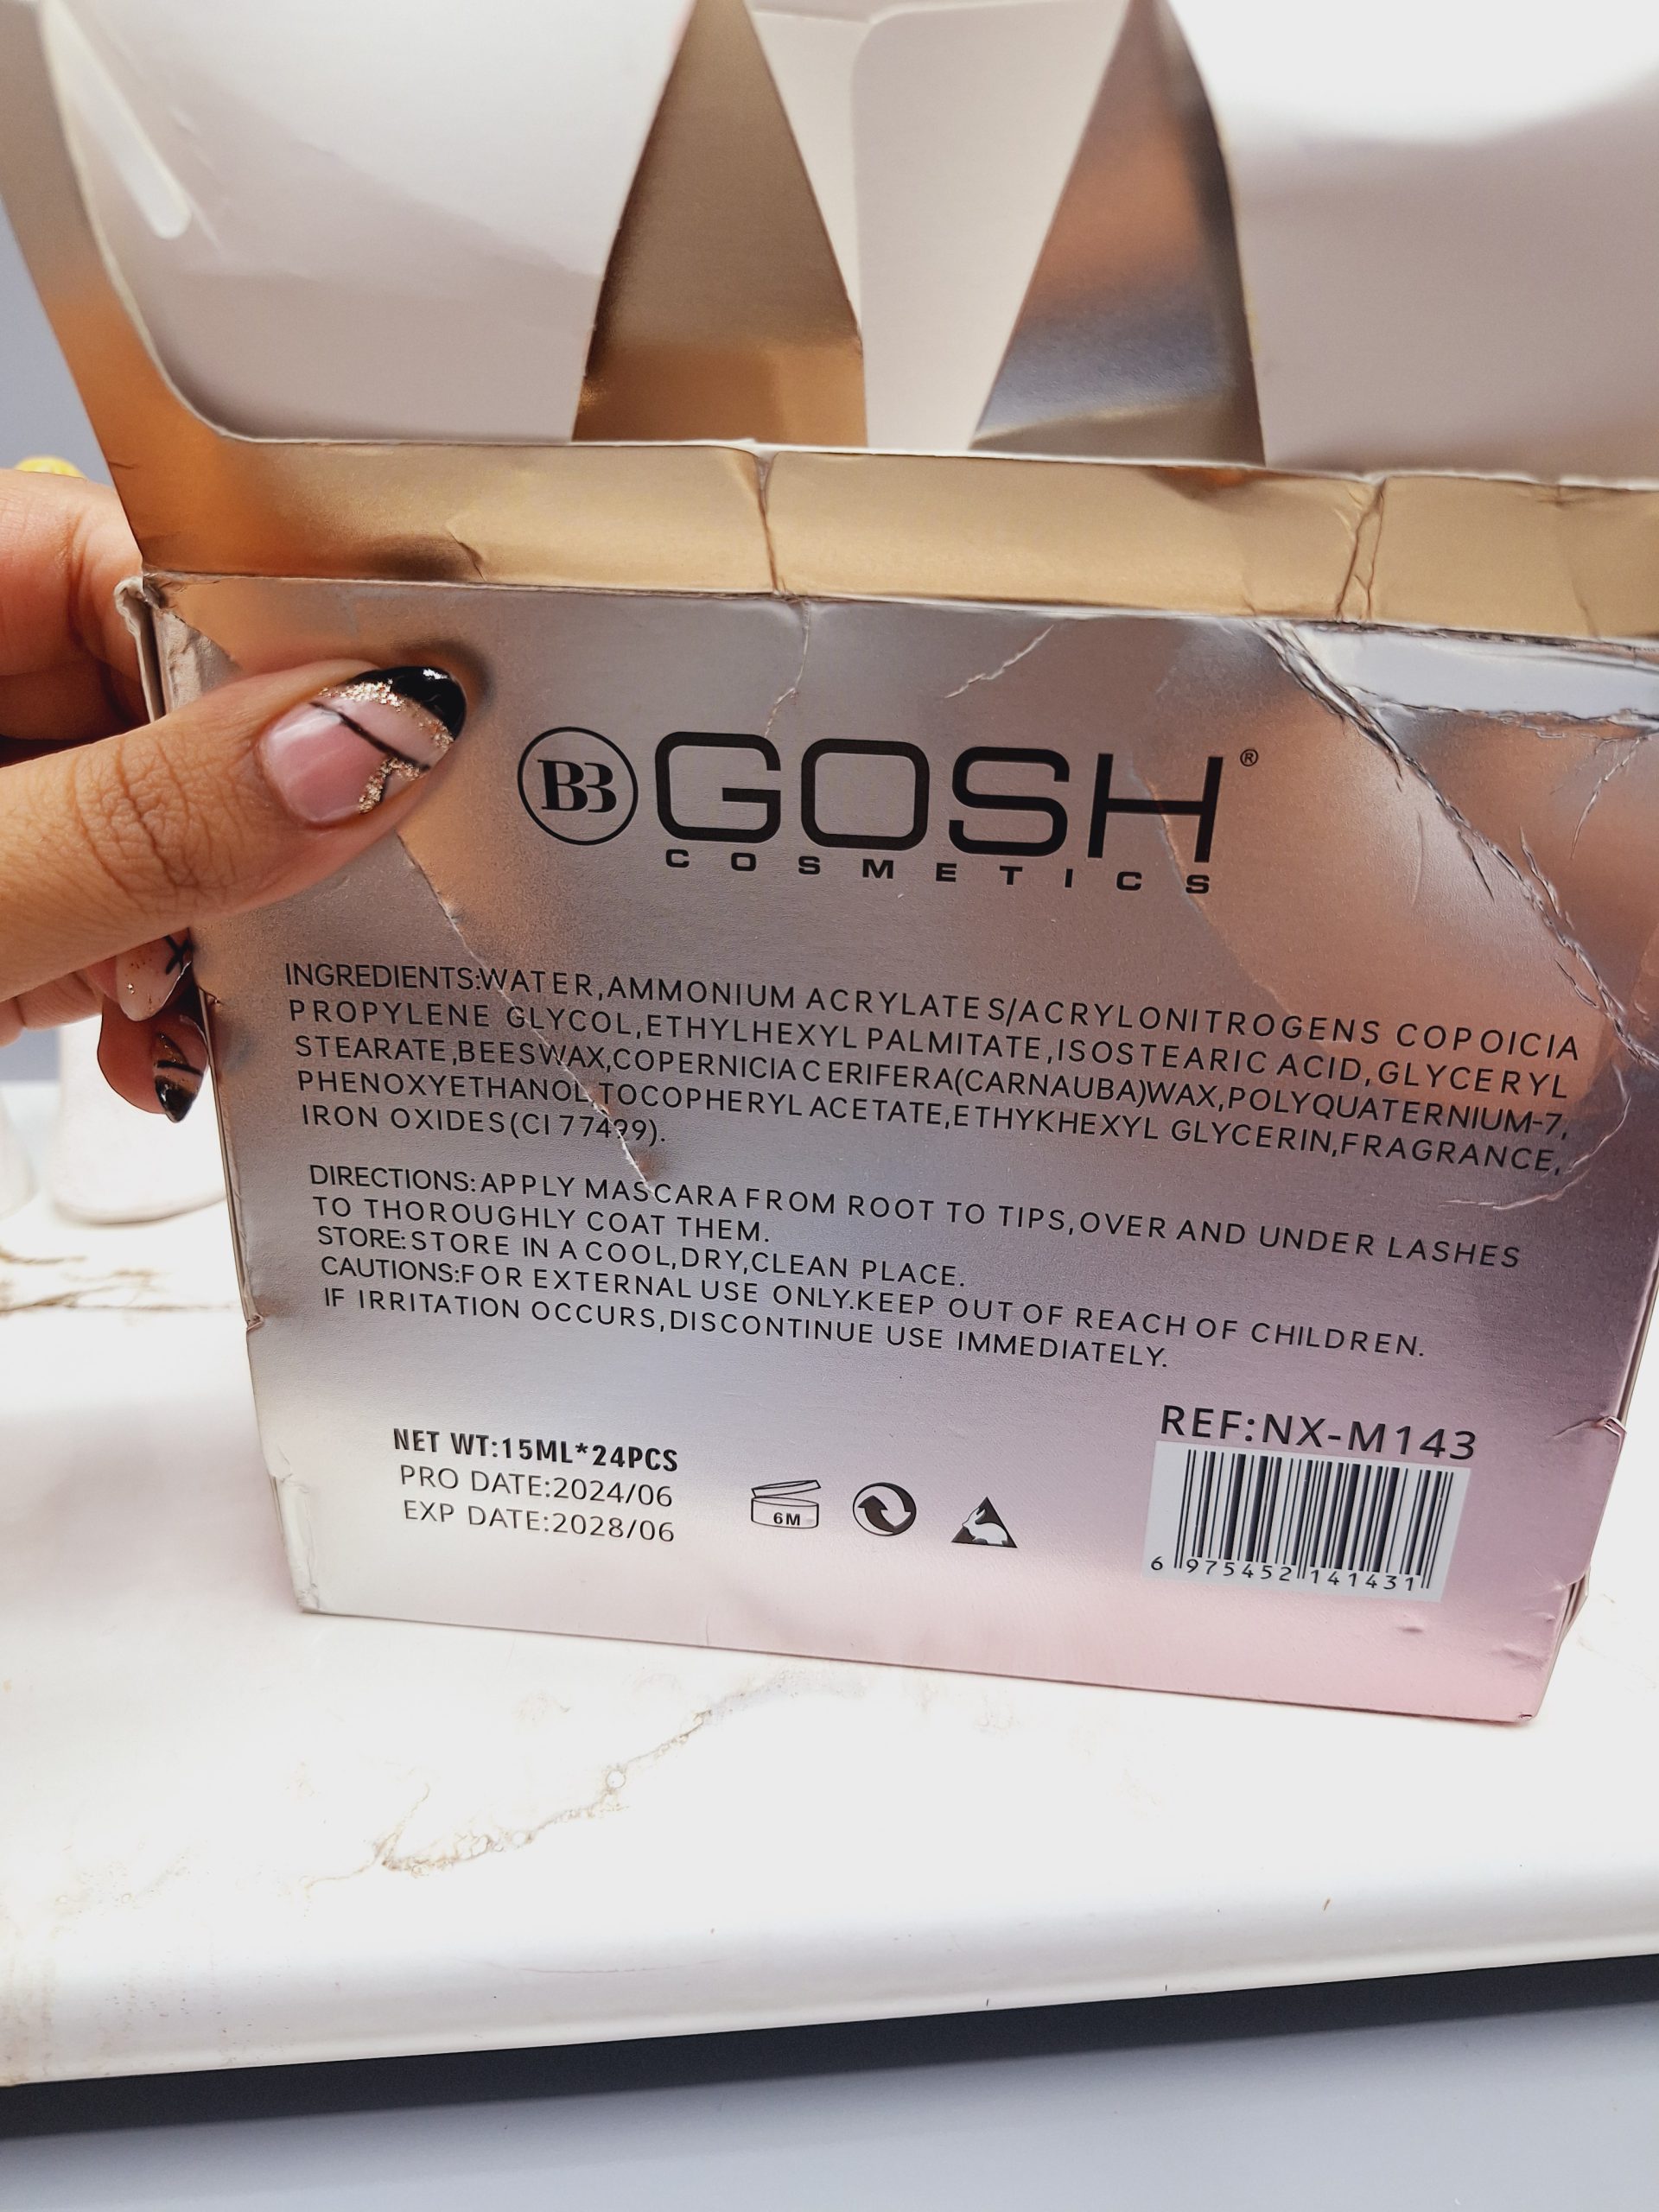 B3 GOSH ®
COSMETICS
INGREDIENTS:WATER,AMMONIUM ACRYLATES/ACRYLONITROGENS COPOICIA
PROPYLENE GLYCOL,ETHYLHEXYL PALMITATE,ISOSTEARIC ACID,GLYCERYL
STEARATE,BEESWAX,COPERNICIA CERIFERA(CARNAUBA)WAX,POLYQUATERNIUM-7,
PHENOXYETHANOL,TOCOPHERYL ACETATE,ETHYKHEXYL GLYCERIN,FRAGRANCE,
IRON OXIDES(CI 77499).
DIRECTIONS:APPLY MASCARA FROM ROOT TO TIPS,OVER AND UNDER LASHES
TO THOROUGHLY COAT THEM.
STORE:STORE IN A COOL,DRY,CLEAN PLACE.
CAUTIONS:FOR EXTERNAL USE ONLY.KEEP OUT OF REACH OF CHILDREN.
IF IRRITATION OCCURS,DISCONTINUE USE IMMEDIATELY.
NET WT:15ML*24PCS
PRO DATE:2024/06
EXP DATE:2028/06
6M
REF:NX-M143
6 975452 141431